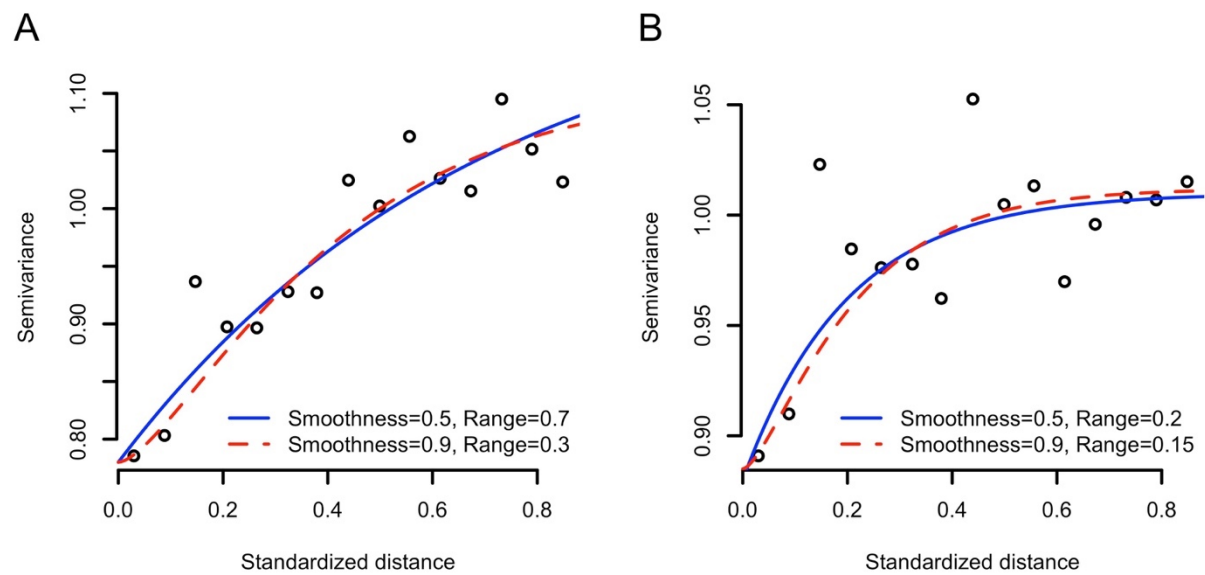 A
Semivariance
1.10
1.00
0.90
0.80
Smoothness=0.5, Range=0.7
Smoothness=0.9, Range=0.3
0.0 0.2 0.4 0.6 0.8
Standardized distance
B
Semivariance
1.05
1.00
0.95
0.90
Smoothness=0.5, Range=0.2
Smoothness=0.9, Range=0.15
0.0 0.2 0.4 0.6 0.8
Standardized distance